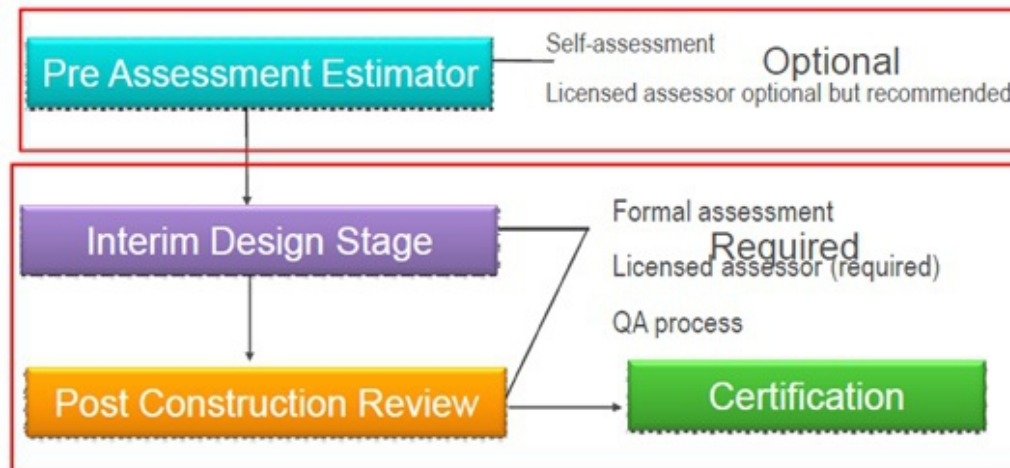 Pre Assessment Estimator
Self-assessment
Optional
Licensed assessor optional but recommended
Interim Design Stage
Formal assessment
Required
Licensed assessor (required)
QA process
Post Construction Review
Certification